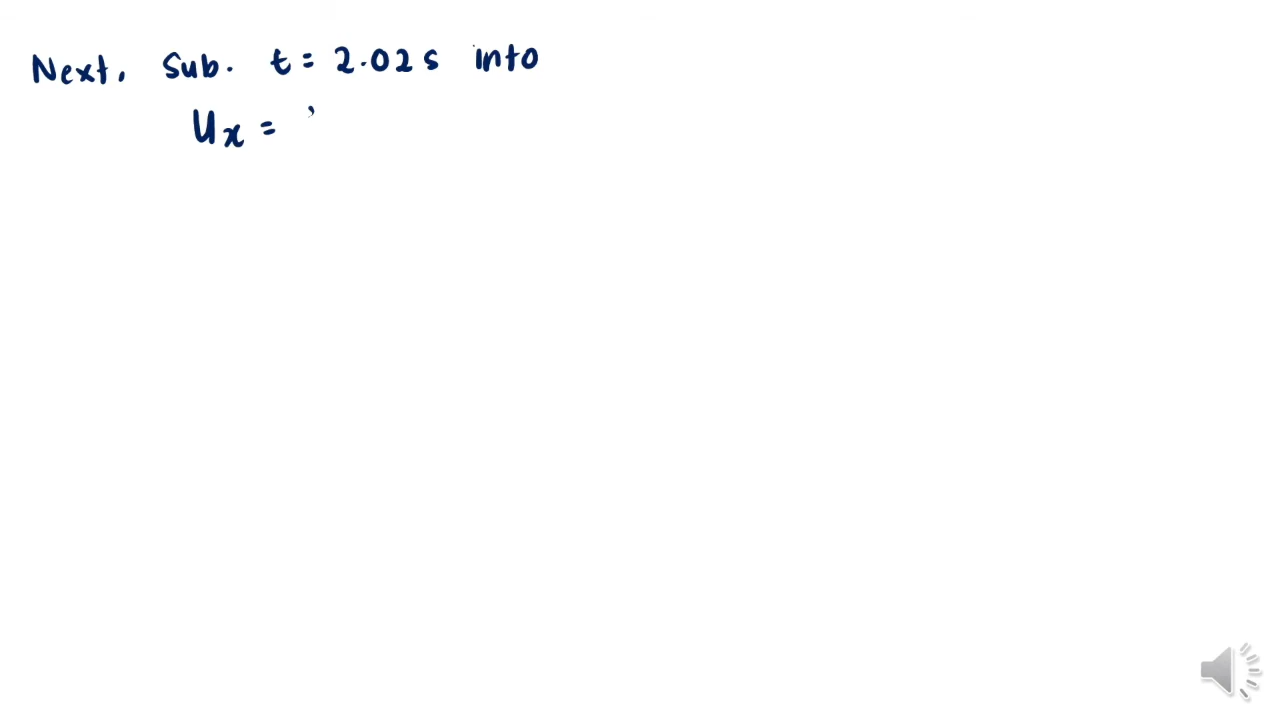 Next, Sub. t = 2.02 s into
Ux =